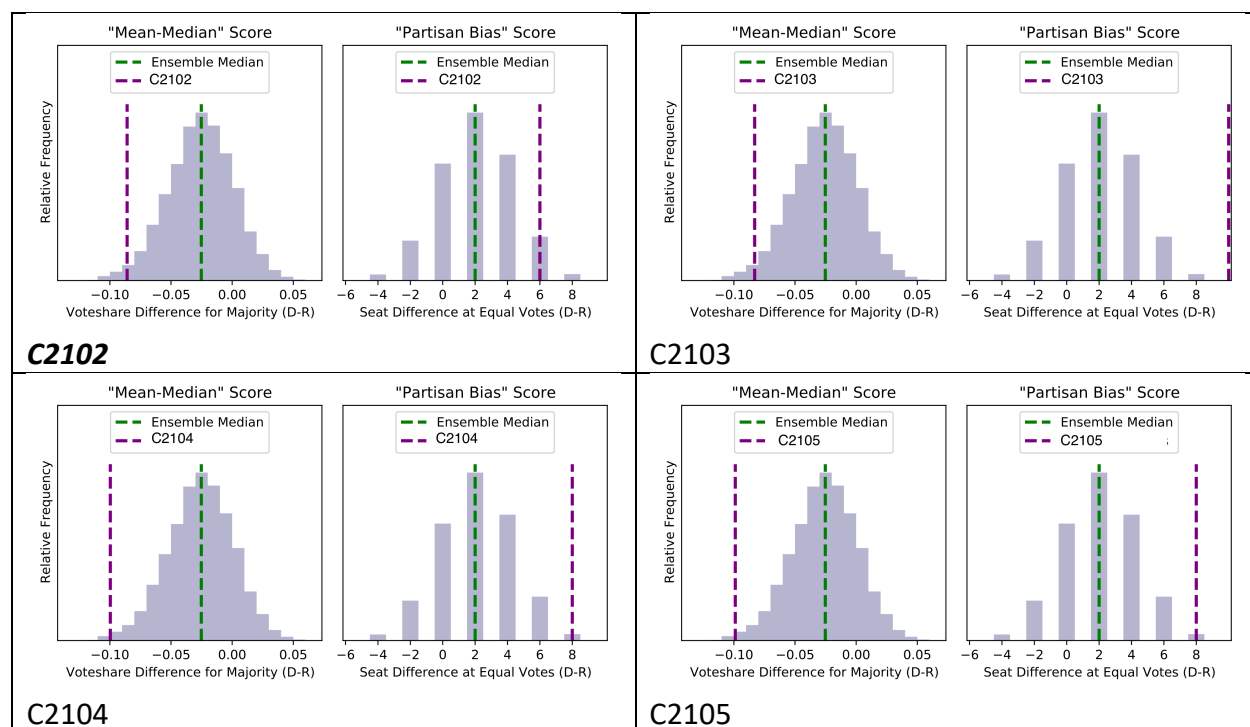 "Mean-Median" Score
Ensemble Median
C2102
Relative Frequency
−0.10 −0.05 0.00 0.05
Voteshare Difference for Majority (D-R)
"Partisan Bias" Score
Ensemble Median
C2102
−6 −4 −2 0 2 4 6 8
Seat Difference at Equal Votes (D-R)
C2102
"Mean-Median" Score
Ensemble Median
C2103
Relative Frequency
−0.10 −0.05 0.00 0.05
Voteshare Difference for Majority (D-R)
"Partisan Bias" Score
Ensemble Median
C2103
−6 −4 −2 0 2 4 6 8
Seat Difference at Equal Votes (D-R)
C2103
"Mean-Median" Score
Ensemble Median
C2104
Relative Frequency
−0.10 −0.05 0.00 0.05
Voteshare Difference for Majority (D-R)
"Partisan Bias" Score
Ensemble Median
C2104
−6 −4 −2 0 2 4 6 8
Seat Difference at Equal Votes (D-R)
C2104
"Mean-Median" Score
Ensemble Median
C2105
Relative Frequency
−0.10 −0.05 0.00 0.05
Voteshare Difference for Majority (D-R)
"Partisan Bias" Score
Ensemble Median
C2105
−6 −4 −2 0 2 4 6 8
Seat Difference at Equal Votes (D-R)
C2105